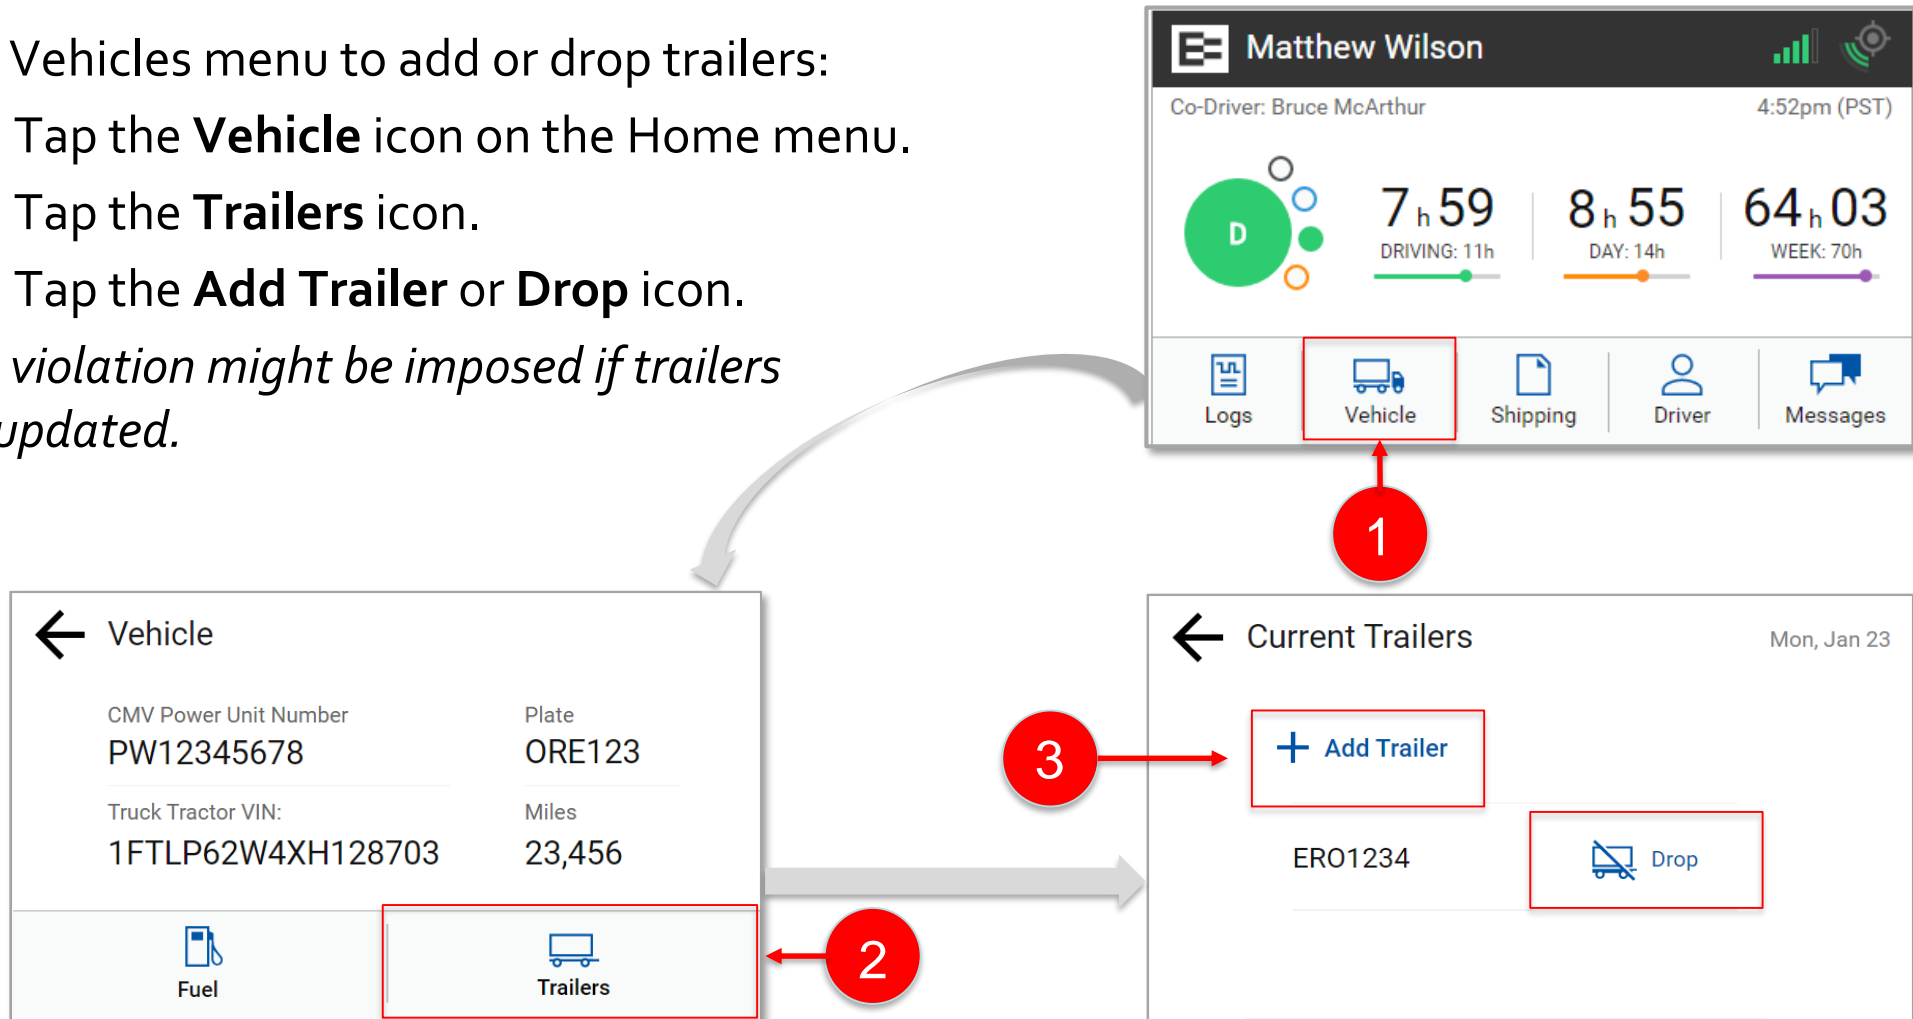 Vehicles menu to add or drop trailers:
Tap the Vehicle icon on the Home menu.
Tap the Trailers icon.
Tap the Add Trailer or Drop icon.
violation might be imposed if trailers
updated.
Matthew Wilson
Co-Driver: Bruce McArthur 4:52pm (PST)
D
7 h 59 8 h 55 64 h 03
DRIVING: 11h DAY: 14h WEEK: 70h
Logs Vehicle Shipping Driver Messages
1
Vehicle
CMV Power Unit Number Plate
PW12345678 ORE123
Truck Tractor VIN: Miles
1FTLP62W4XH128703 23,456
Fuel Trailers
2
Current Trailers Mon, Jan 23
3
+ Add Trailer
ERO1234 Drop